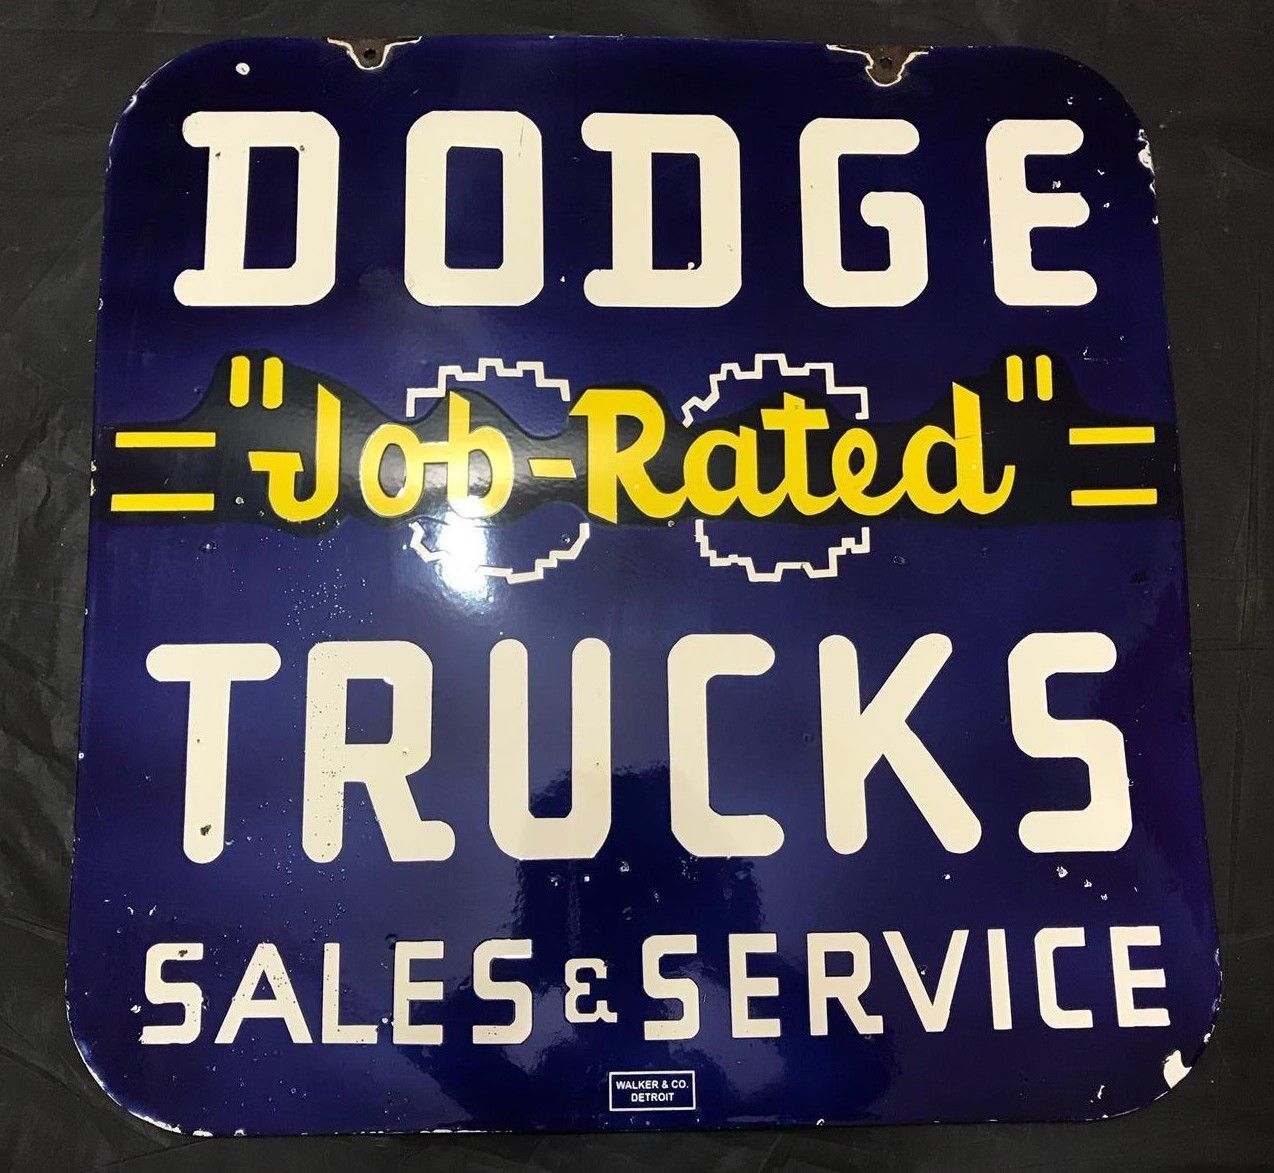 DODGE
"Job-Rated"
TRUCKS
SALES & SERVICE
WALKER & CO.
DETROIT